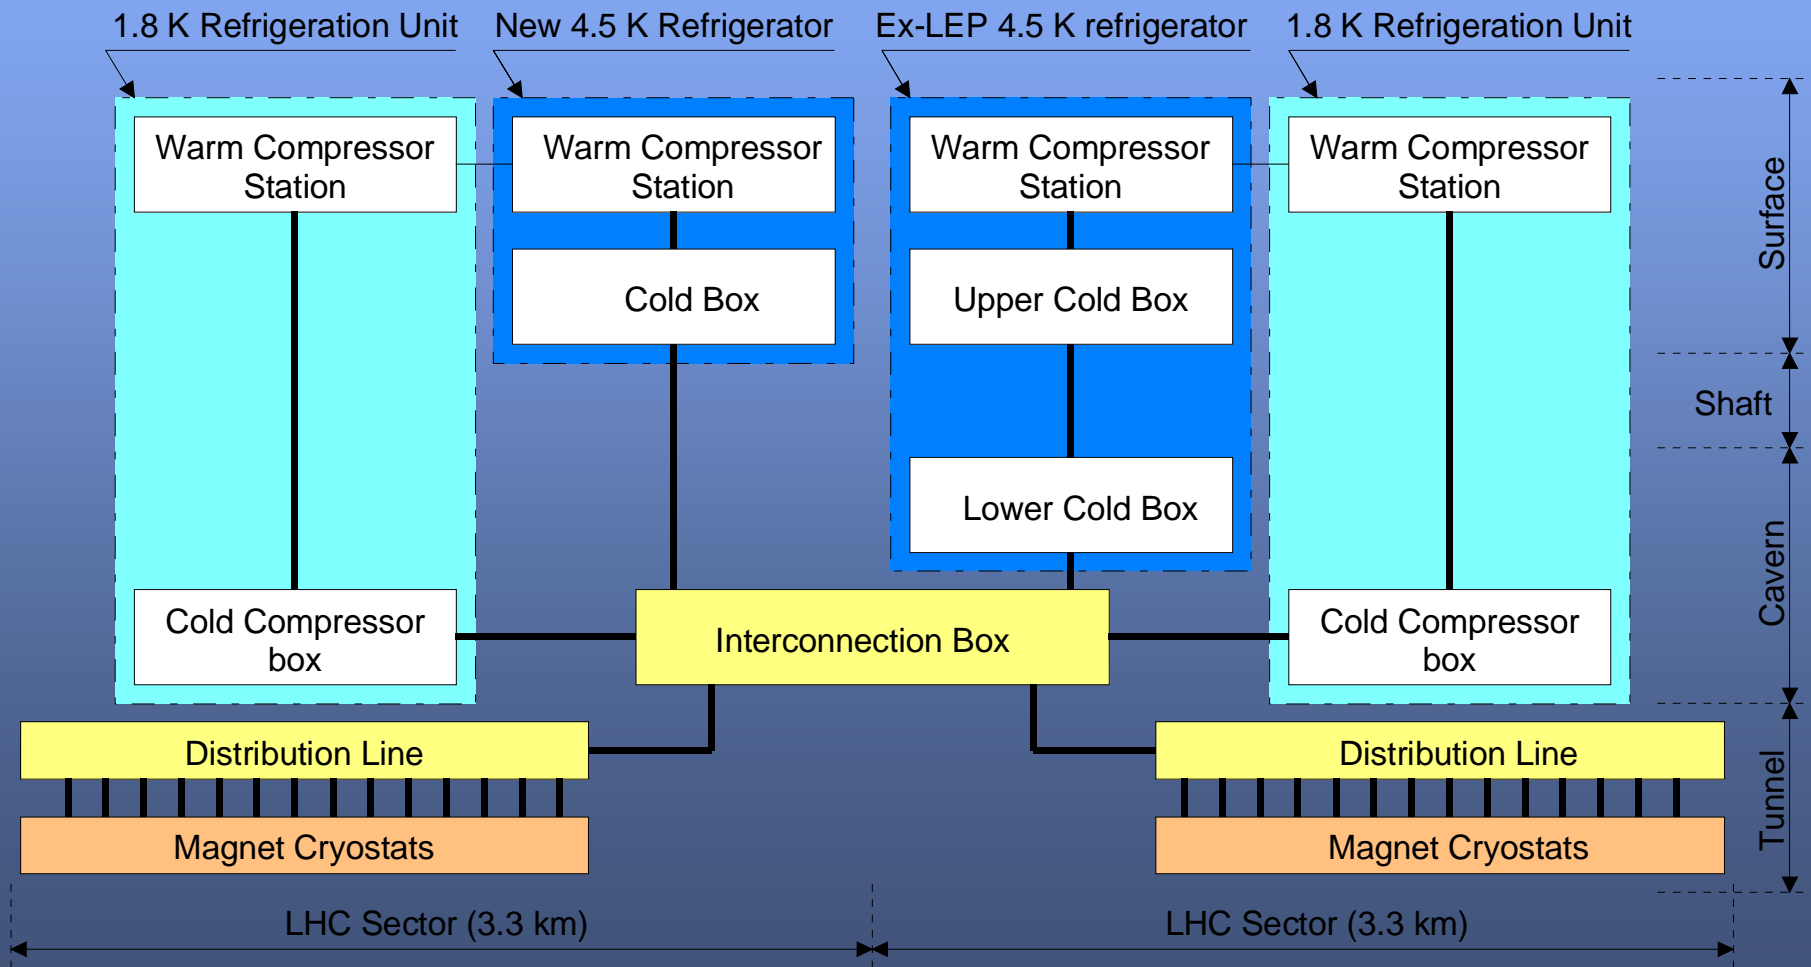 1.8 K Refrigeration Unit
New 4.5 K Refrigerator
Ex-LEP 4.5 K refrigerator
1.8 K Refrigeration Unit
Warm Compressor
Station
Warm Compressor
Station
Warm Compressor
Station
Warm Compressor
Station
Surface
Cold Box
Upper Cold Box
Shaft
Lower Cold Box
Cavern
Cold Compressor
box
Interconnection Box
Cold Compressor
box
Distribution Line
Distribution Line
Tunnel
Magnet Cryostats
Magnet Cryostats
LHC Sector (3.3 km)
LHC Sector (3.3 km)